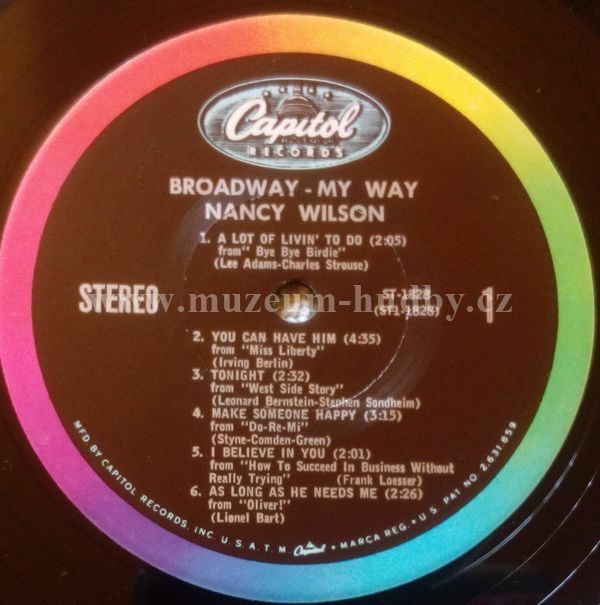 Capitol
RECORDS
BROADWAY - MY WAY
NANCY WILSON
1. A LOT OF LIVIN' TO DO (2:05)
from "Bye Bye Birdie"
(Lee Adams-Charles Strouse)
STEREO
ST-1828
(ST1-1828)
1
www.muzeum-hudby.cz
2. YOU CAN HAVE HIM (4:35)
from "Miss Liberty"
(Irving Berlin)
3. TONIGHT (2:32)
from "West Side Story"
(Leonard Bernstein-Stephen Sondheim)
4. MAKE SOMEONE HAPPY (3:15)
from "Do-Re-Mi"
(Styne-Comden-Green)
5. I BELIEVE IN YOU (2:01)
from "How To Succeed In Business Without
Really Trying" (Frank Loesser)
6. AS LONG AS HE NEEDS ME (2:26)
from "Oliver!"
(Lionel Bart)
MFD BY CAPITOL RECORDS, INC. U.S.A. T.M. Capitol • MARCA REG. • U.S. PAT NO. 2,631,859